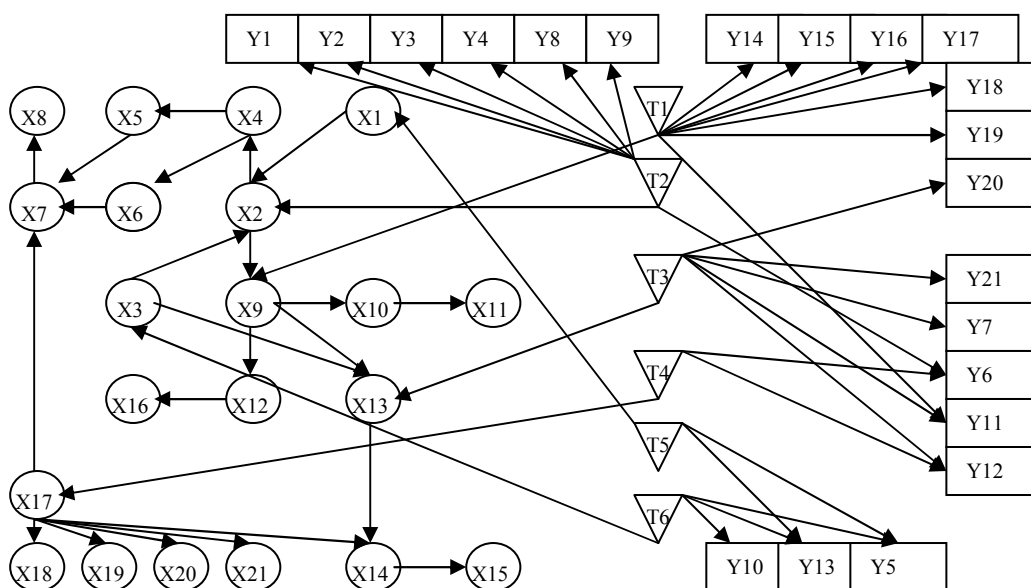 Y1 Y2 Y3 Y4 Y8 Y9 Y14 Y15 Y16 Y17
Y18
X8 X5 X4 X1 T1
Y19
T2 Y20
X7 X6 X2
T3 Y21
X3 X9 X10 X11
Y7
T4 Y6
X16 X12 X13
Y11
T5 Y12
X17
T6
X18 X19 X20 X21 X14 X15 Y10 Y13 Y5